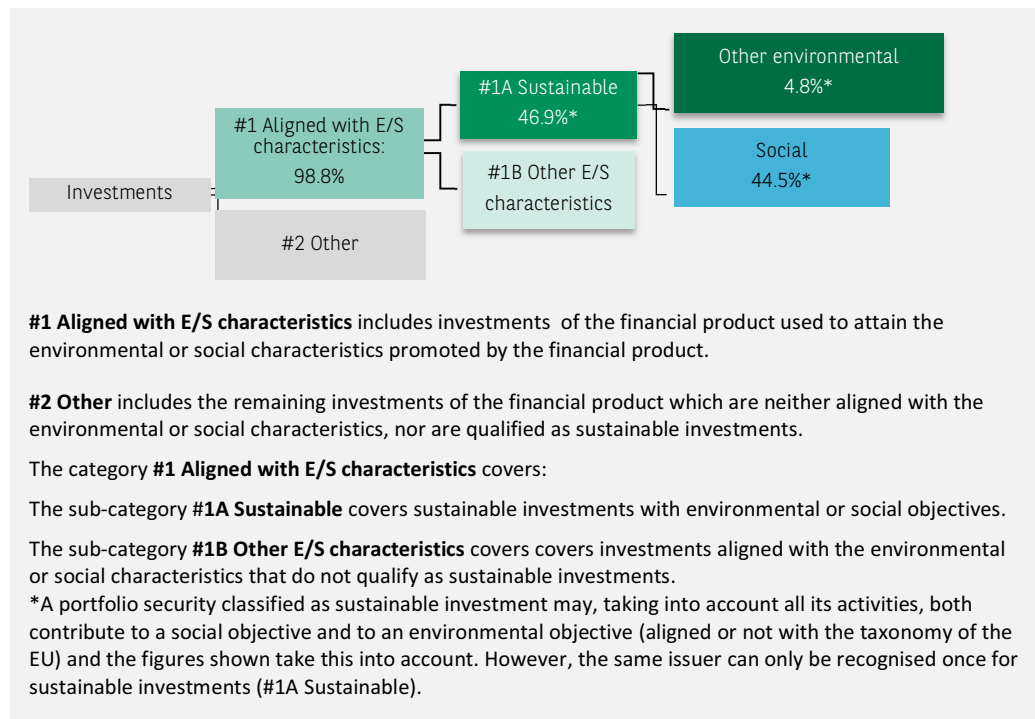 Investments
#1 Aligned with E/S
characteristics:
98.8%
#2 Other
#1A Sustainable
46.9%*
#1B Other E/S
characteristics
Other environmental
4.8%*
Social
44.5%*
#1 Aligned with E/S characteristics includes investments of the financial product used to attain the
environmental or social characteristics promoted by the financial product.
#2 Other includes the remaining investments of the financial product which are neither aligned with the
environmental or social characteristics, nor are qualified as sustainable investments.
The category #1 Aligned with E/S characteristics covers:
The sub-category #1A Sustainable covers sustainable investments with environmental or social objectives.
The sub-category #1B Other E/S characteristics covers covers investments aligned with the environmental
or social characteristics that do not qualify as sustainable investments.
*A portfolio security classified as sustainable investment may, taking into account all its activities, both
contribute to a social objective and to an environmental objective (aligned or not with the taxonomy of the
EU) and the figures shown take this into account. However, the same issuer can only be recognised once for
sustainable investments (#1A Sustainable).